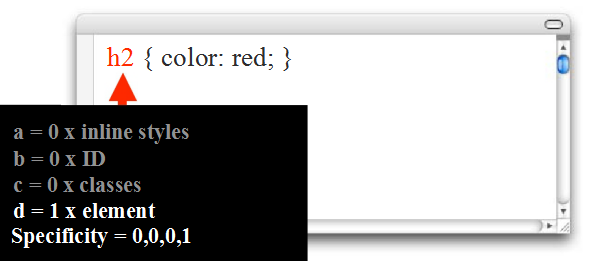 h2 { color: red; }
a = 0 x inline styles
b = 0 x ID
c = 0 x classes
d = 1 x element
Specificity = 0,0,0,1